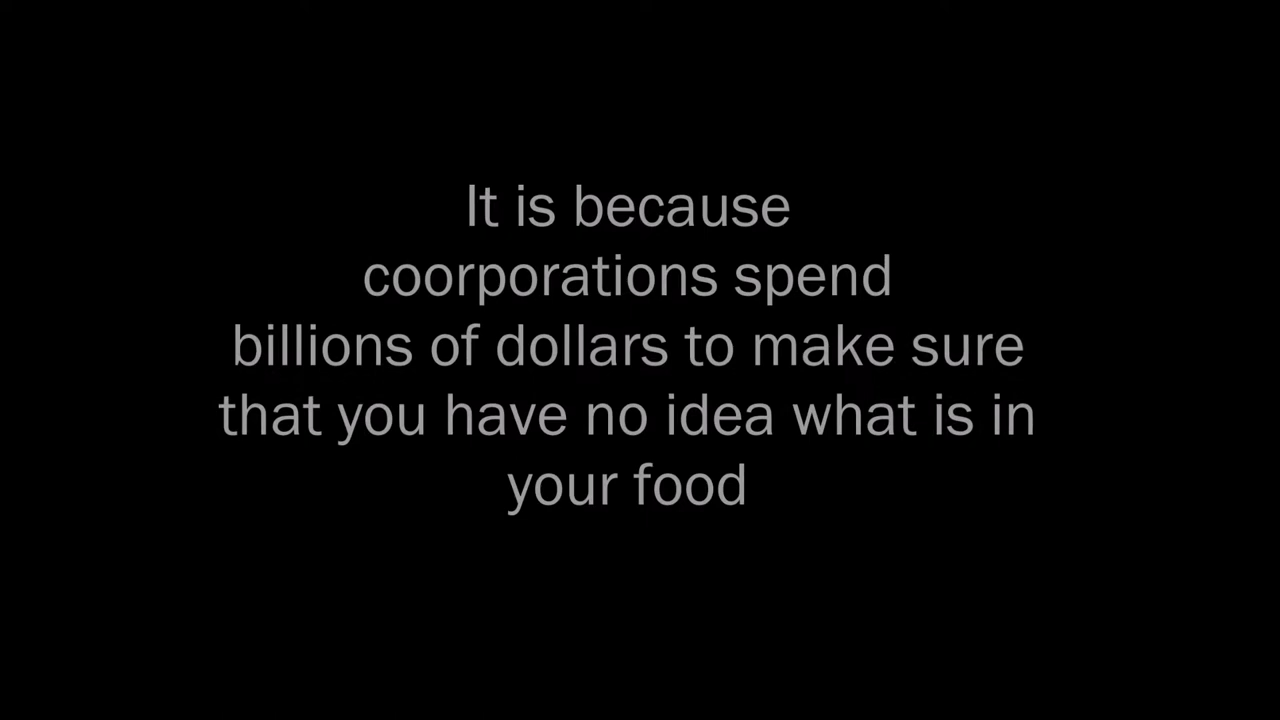 It is because
coorporations spend
billions of dollars to make sure
that you have no idea what is in
your food